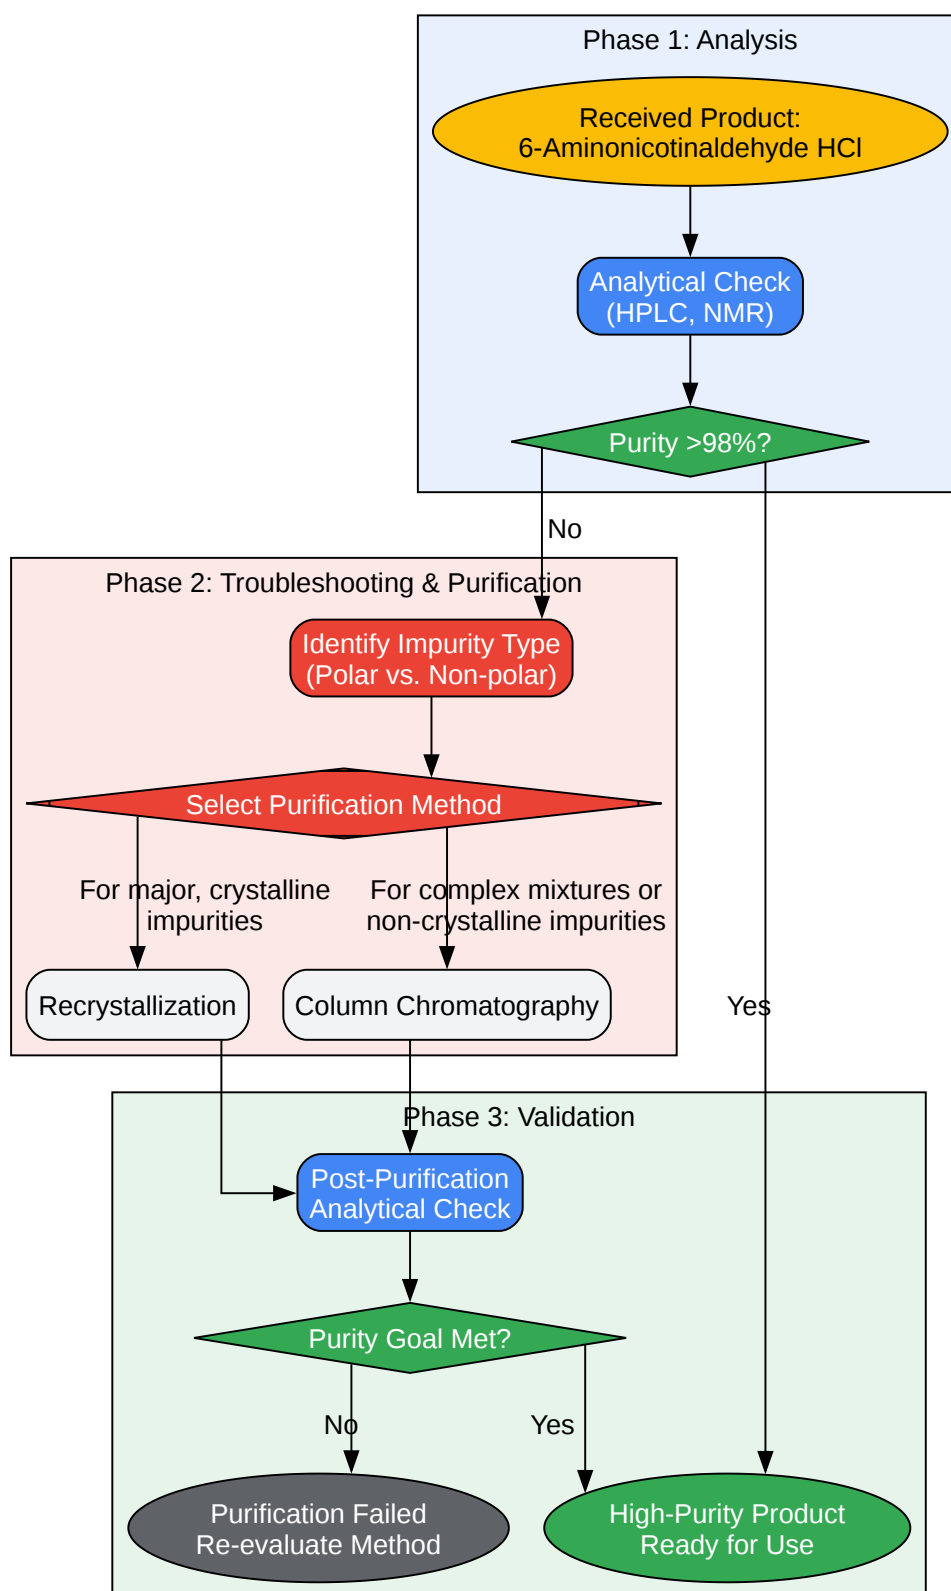 Phase 1: Analysis
Received Product:
6-Aminonicotinaldehyde HCl
Analytical Check
(HPLC, NMR)
Purity >98%?
No
Phase 2: Troubleshooting & Purification
Identify Impurity Type
(Polar vs. Non-polar)
Select Purification Method
For major, crystalline
impurities
For complex mixtures or
non-crystalline impurities
Recrystallization
Column Chromatography
Yes
Phase 3: Validation
Post-Purification
Analytical Check
Purity Goal Met?
No
Yes
Purification Failed
Re-evaluate Method
High-Purity Product
Ready for Use